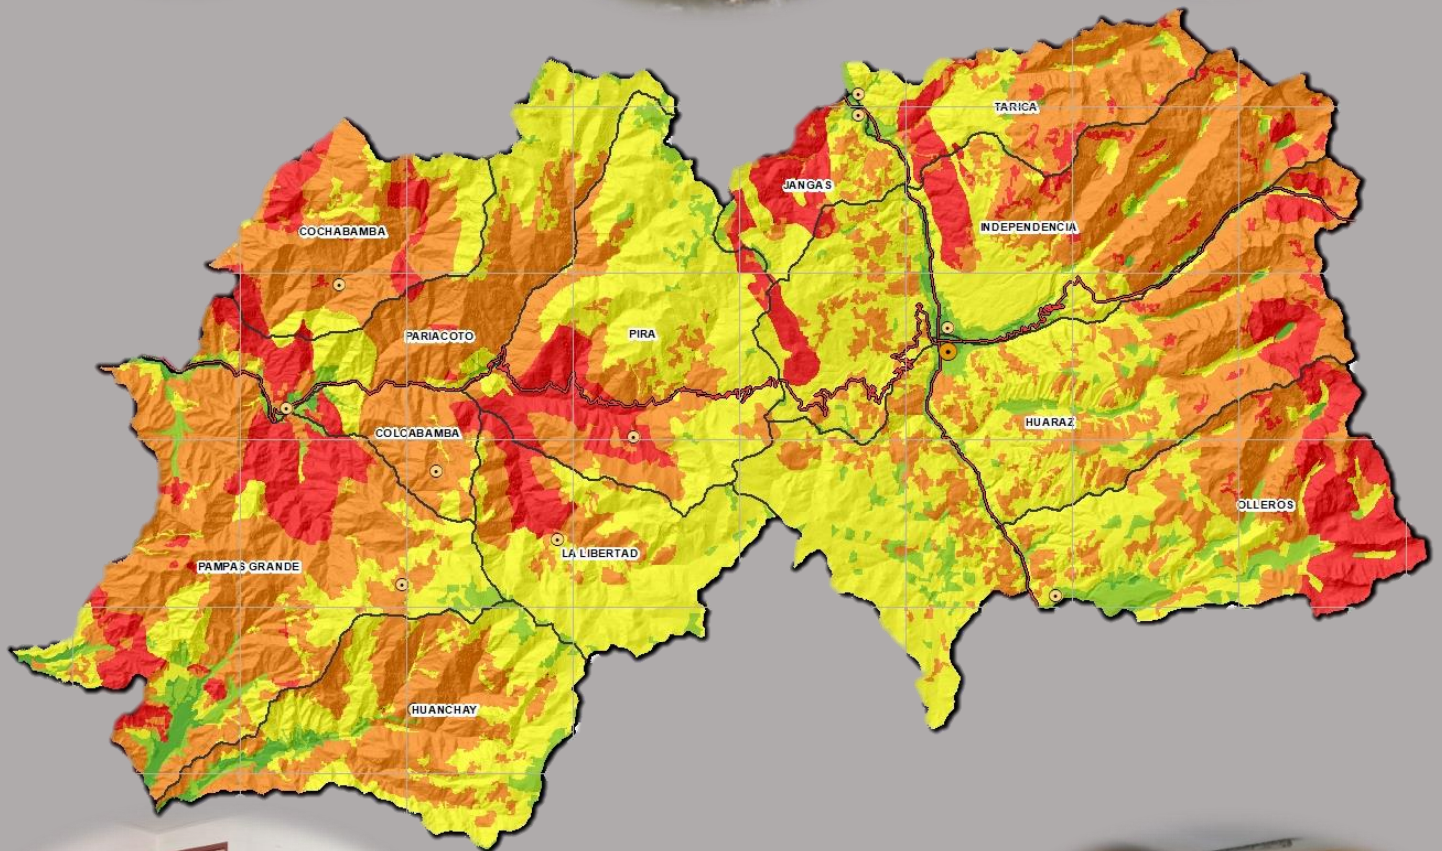 TARICA
JANGAS
COCHABAMBA
INDEPENDENCIA
PARIACOTO
PIRA
HUARAZ
COLCABAMBA
OLLEROS
LA LIBERTAD
PAMPAS GRANDE
HUANCHAY